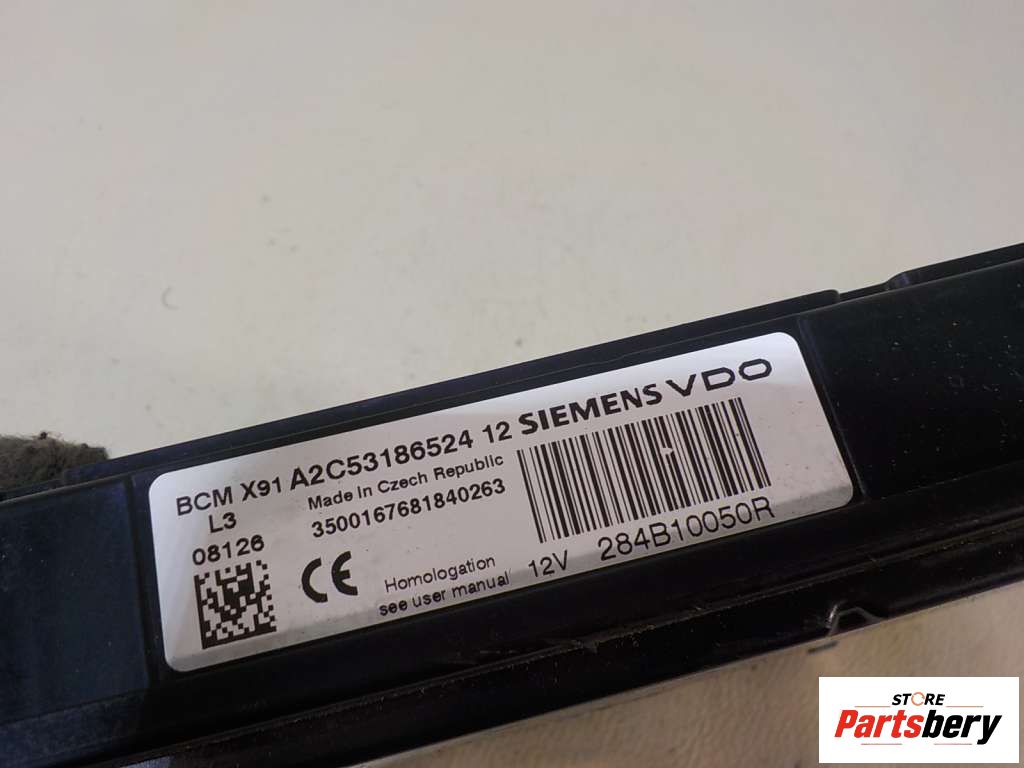 BCM X91 A2C53186524 12 SIEMENS VDO
L3 Made In Czech Republic
08126 3500167681840263
CE Homologation 12V 284B10050R
see user manual
STORE
Partsbery